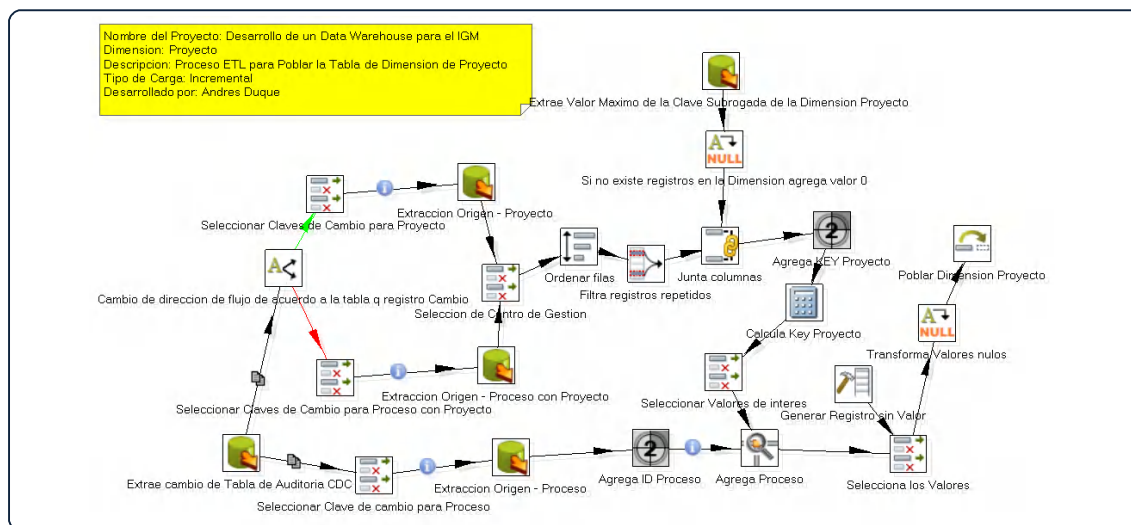 Nombre del Proyecto: Desarrollo de un Data Warehouse para el IGM
Dimension: Proyecto
Descripcion: Proceso ETL para Poblar la Tabla de Dimension de Proyecto
Tipo de Carga: Incremental
Desarrollado por: Andres Duque
Extrae Valor Maximo de la Clave Subrogada de la Dimension Proyecto
A
NULL
Si no existe registros en la Dimension agrega valor 0
Seleccionar Claves de Cambio para Proyecto
Extraccion Origen - Proyecto
A
Cambio de direccion de flujo de acuerdo a la tabla q registro Cambio
Seleccion de Centro de Gestion
Ordenar filas
Filtra registros repetidos
Junta columnas
2
Agrega KEY Proyecto
Poblar Dimension Proyecto
Calcula Key Proyecto
A
NULL
Transforma Valores nulos
Seleccionar Claves de Cambio para Proceso con Proyecto
Extraccion Origen - Proceso con Proyecto
Seleccionar Valores de interes
Generar Registro sin Valor
Extrae cambio de Tabla de Auditoria CDC
Seleccionar Clave de cambio para Proceso
Extraccion Origen - Proceso
2
Agrega ID Proceso
Agrega Proceso
Selecciona los Valores